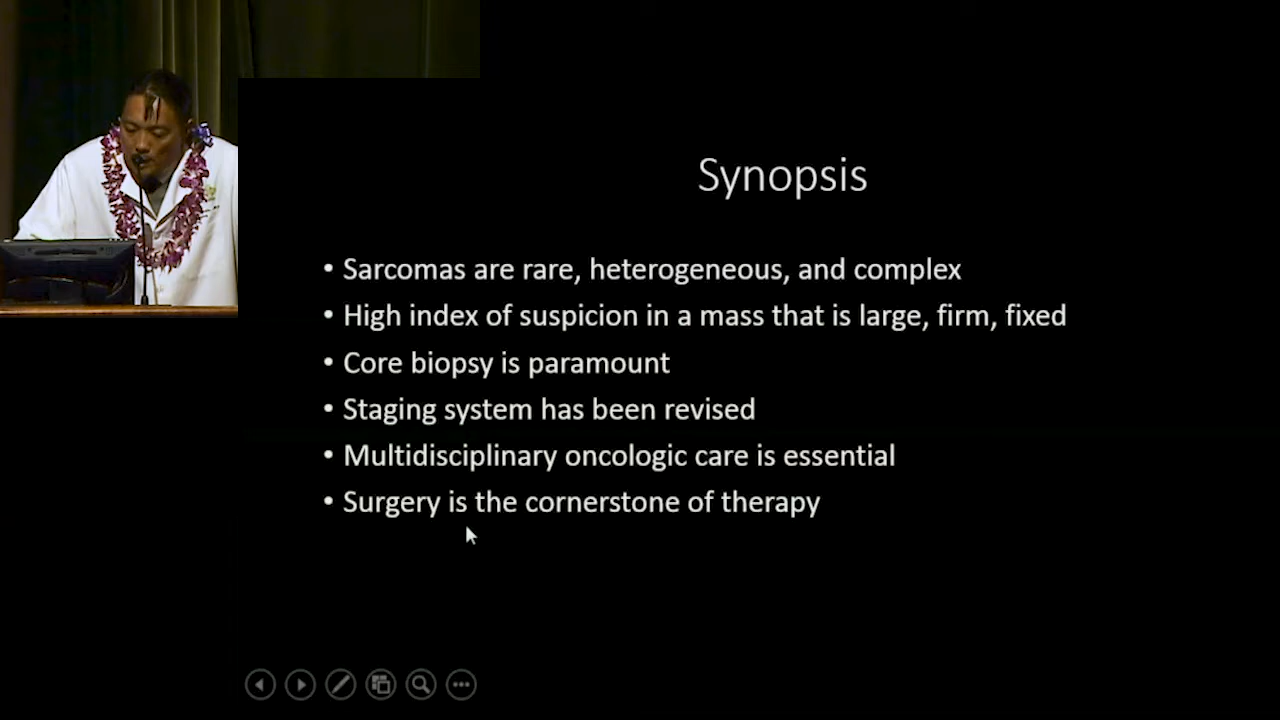 Synopsis
• Sarcomas are rare, heterogeneous, and complex
• High index of suspicion in a mass that is large, firm, fixed
• Core biopsy is paramount
• Staging system has been revised
• Multidisciplinary oncologic care is essential
• Surgery is the cornerstone of therapy